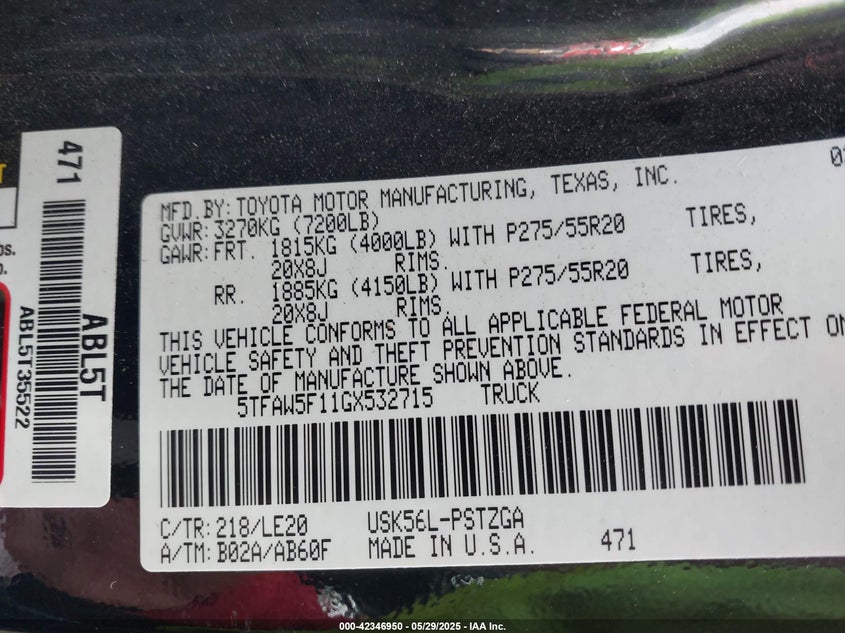 471
ABL5T
ABL5T35522
MFD.BY:TOYOTA MOTOR MANUFACTURING, TEXAS, INC.
GVWR:3270KG (7200LB)
GAWR:FRT. 1815KG (4000LB) WITH P275/55R20 TIRES,
20X8J RIMS.
RR. 1885KG (4150LB) WITH P275/55R20 TIRES,
20X8J RIMS.
THIS VEHICLE CONFORMS TO ALL APPLICABLE FEDERAL MOTOR
VEHICLE SAFETY AND THEFT PREVENTION STANDARDS IN EFFECT ON
THE DATE OF MANUFACTURE SHOWN ABOVE.
5TFAW5F11GX532715 TRUCK
C/TR:218/LE20 USK56L-PSTZGA
A/TM:B02A/AB60F MADE IN U.S.A. 471
000-42346950 - 05/29/2025 - IAA Inc.